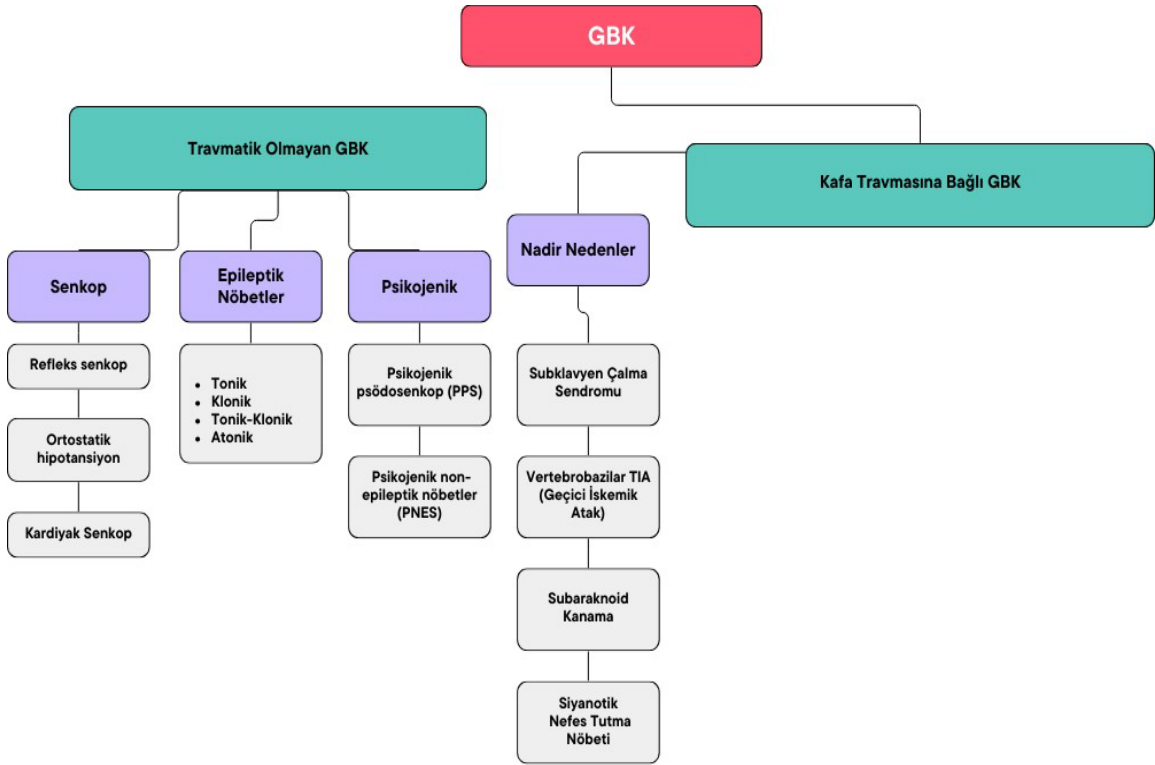 GBK
Travmatik Olmayan GBK
Kafa Travmasına Bağlı GBK
Senkop
Refleks senkop
Ortostatik
hipotansiyon
Kardiyak Senkop
Epileptik
Nöbetler
• Tonik
• Klonik
• Tonik-Klonik
• Atonik
Psikojenik
Psikojenik
psödosenkop (PPS)
Psikojenik non-
epileptik nöbetler
(PNES)
Nadir Nedenler
Subklavyen Çalma
Sendromu
Vertebrobazilar TIA
(Geçici İskemik
Atak)
Subaraknoid
Kanama
Siyanotik
Nefes Tutma
Nöbeti